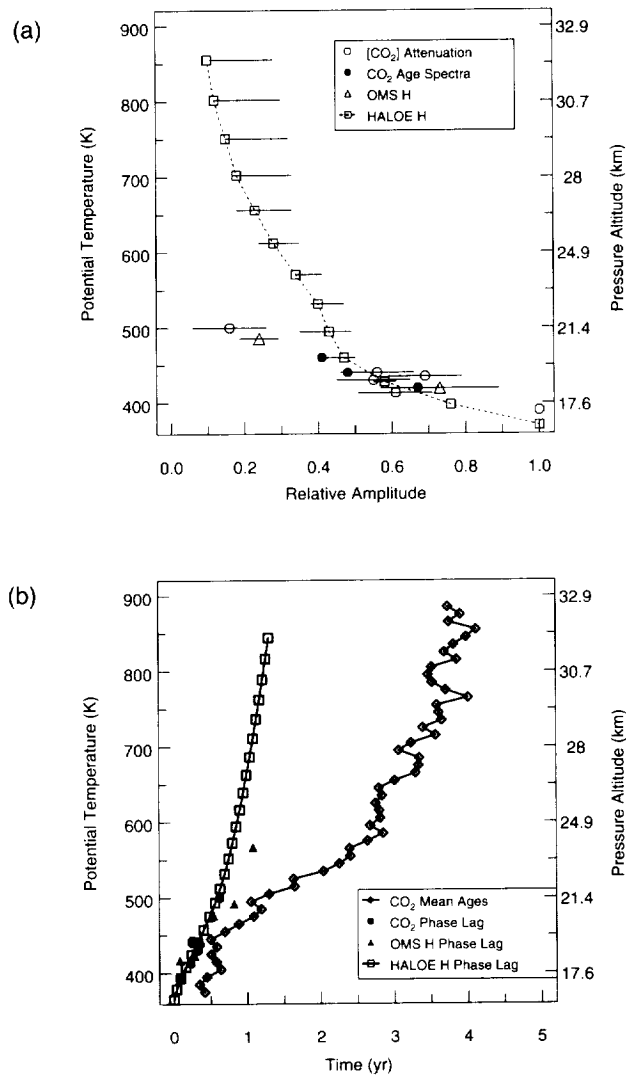 (a)
900
800
700
600
500
400
Potential Temperature (K)
[CO2] Attenuation
CO2 Age Spectra
OMS H
HALOE H
32.9
30.7
28
24.9
21.4
17.6
Pressure Altitude (km)
0.0 0.2 0.4 0.6 0.8 1.0
Relative Amplitude
(b)
900
800
700
600
500
400
Potential Temperature (K)
CO2 Mean Ages
CO2 Phase Lag
OMS H Phase Lag
HALOE H Phase Lag
32.9
30.7
28
24.9
21.4
17.6
Pressure Altitude (km)
0 1 2 3 4 5
Time (yr)